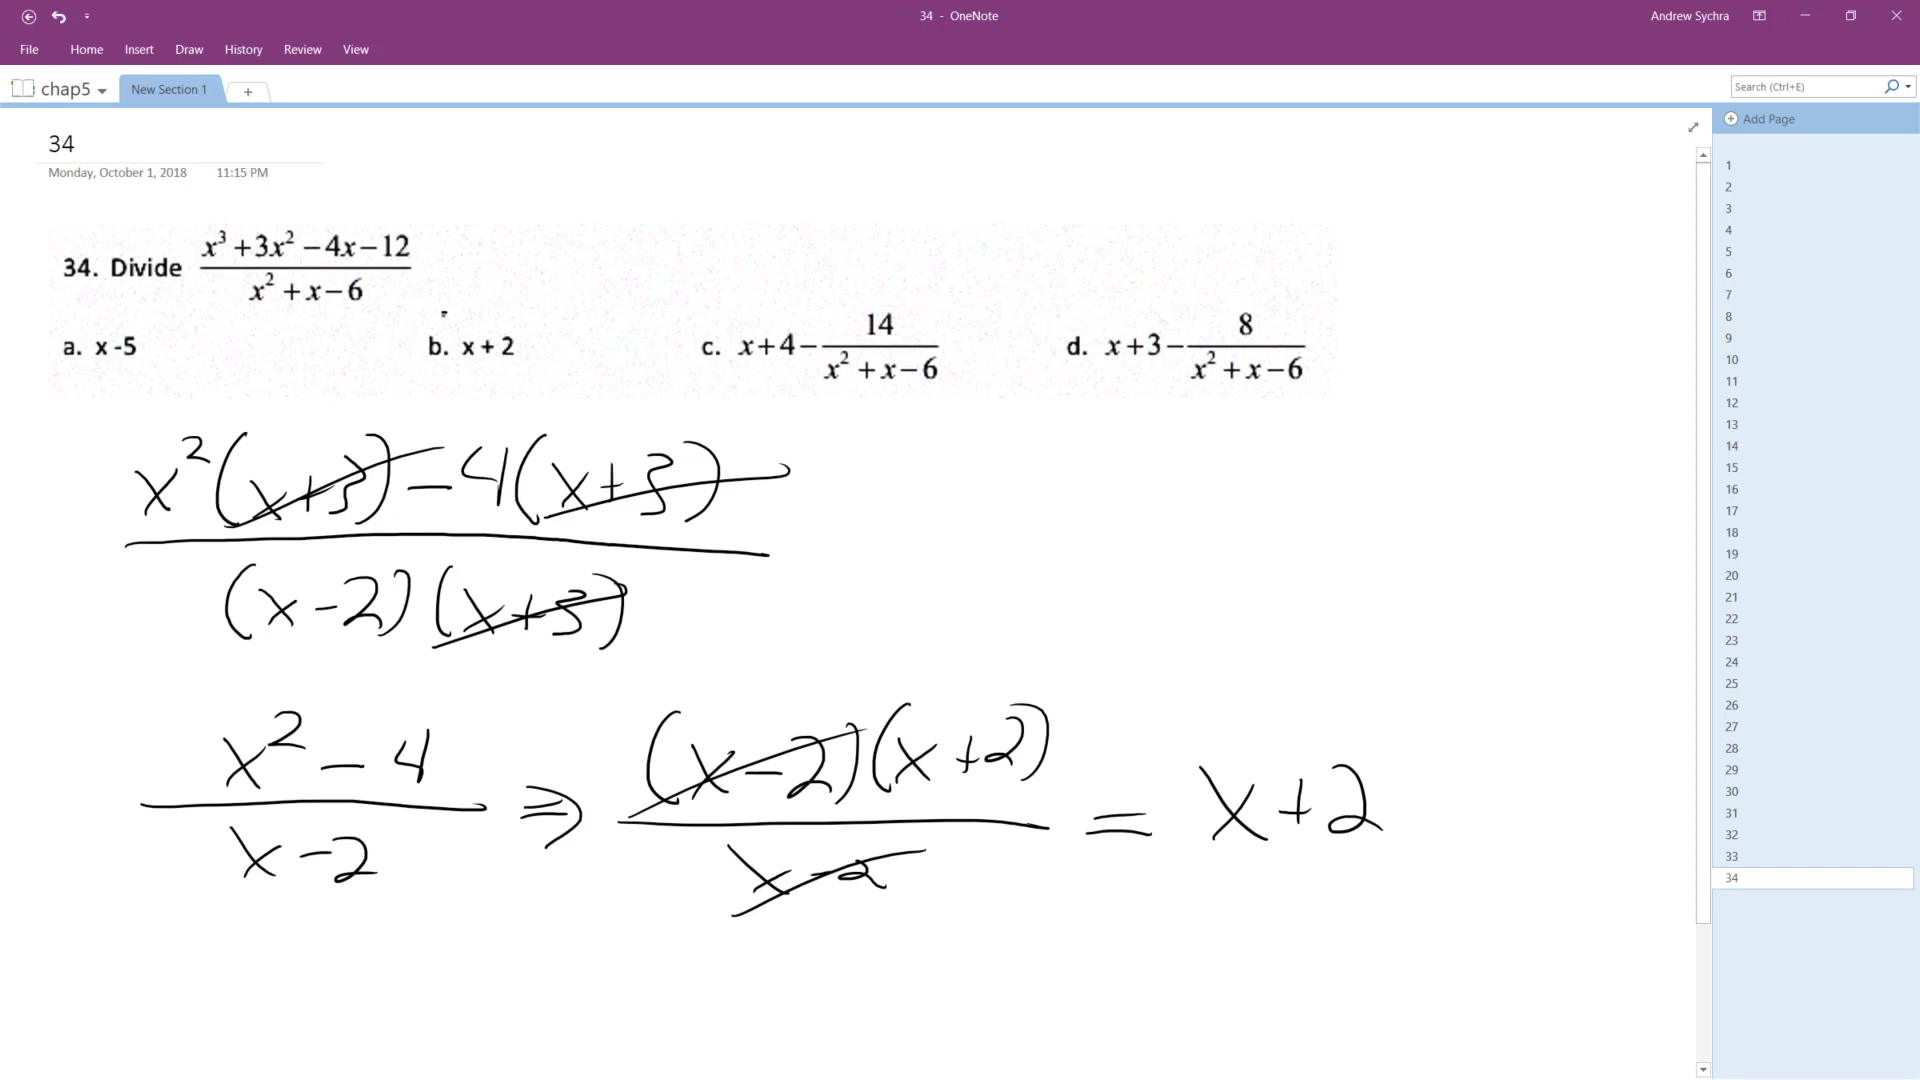 34 - OneNote
Andrew Sychra
File Home Insert Draw History Review View
chap5
New Section 1
+
Search (Ctrl+E)
Add Page
34
Monday, October 1, 2018 11:15 PM
34. Divide (x³+3x²−4x−12)/(x²+x−6)
a. x -5 b. x + 2 c. x+4−14/(x²+x−6) d. x+3−8/(x²+x−6)
x²(x+3)−4(x+3)
(x−2)(x+3)
(x²−4)/(x−2) ⇒ (x−2)(x+2)/(x−2) = x+2
1
2
3
4
5
6
7
8
9
10
11
12
13
14
15
16
17
18
19
20
21
22
23
24
25
26
27
28
29
30
31
32
33
34